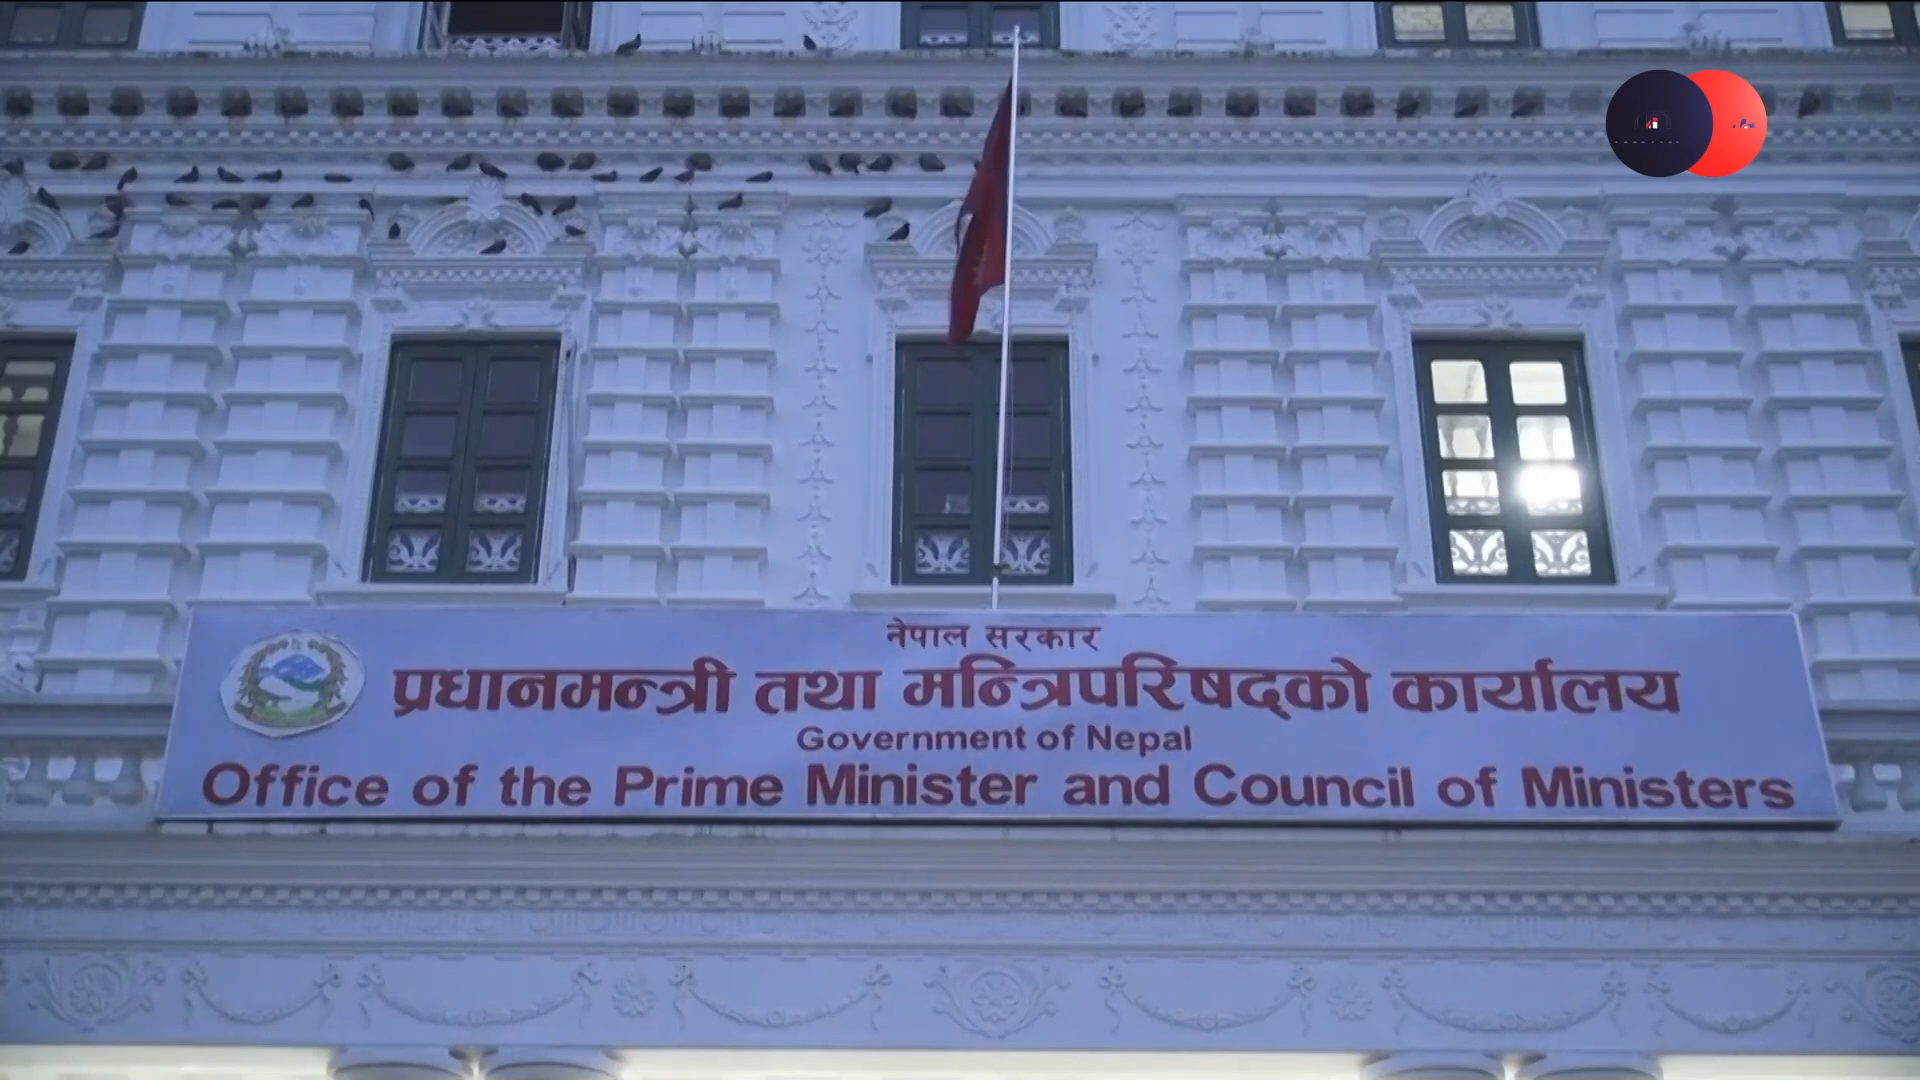 नेपाल सरकार
प्रधानमन्त्री तथा मन्त्रिपरिषद्को कार्यालय
Government of Nepal
Office of the Prime Minister and Council of Ministers